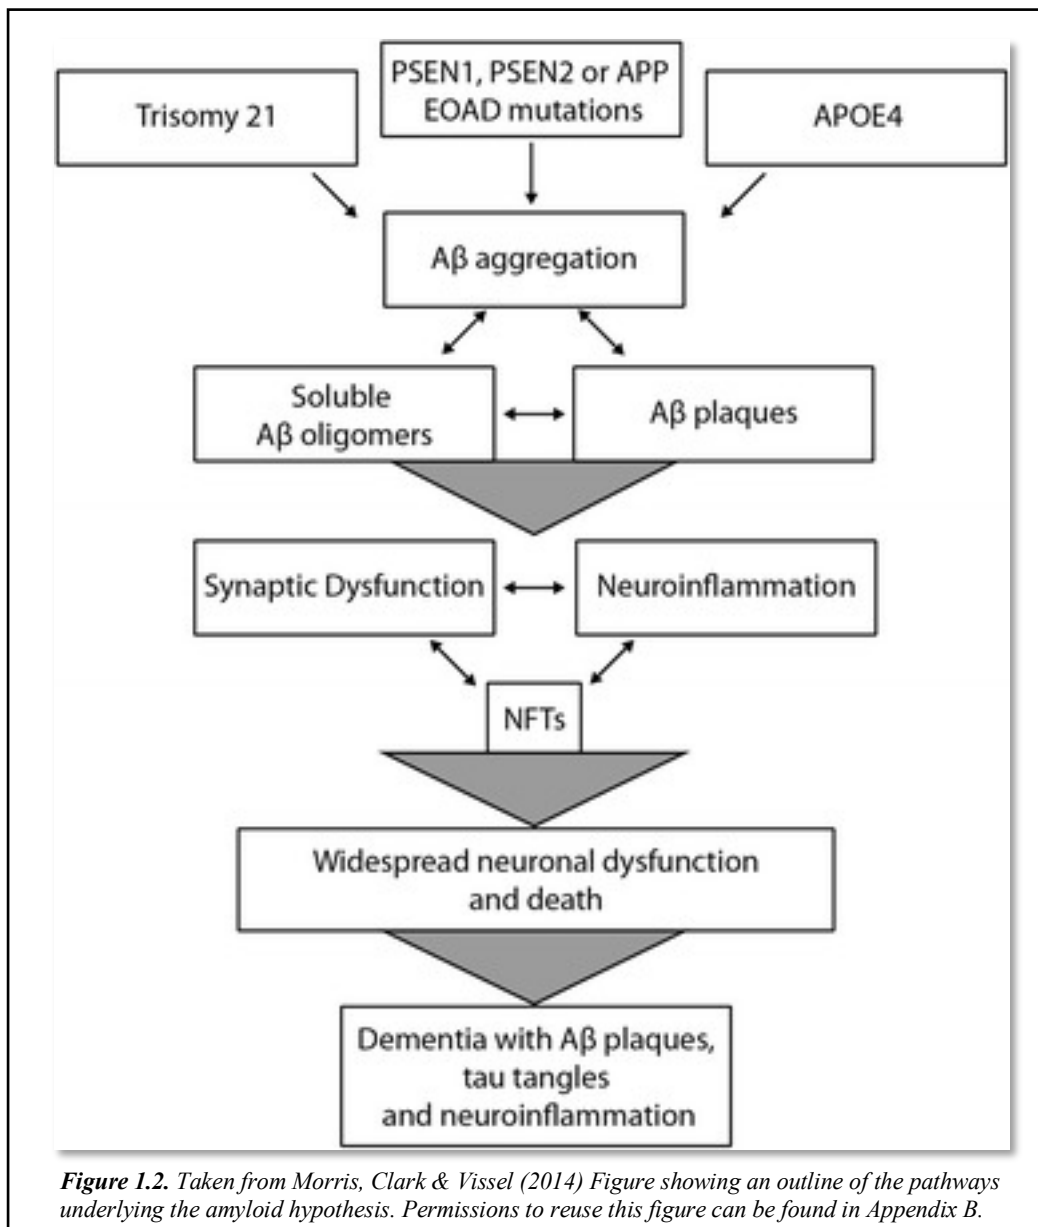 Trisomy 21
PSEN1, PSEN2 or APP
EOAD mutations
APOE4
Aβ aggregation
Soluble
Aβ oligomers
Aβ plaques
Synaptic Dysfunction
Neuroinflammation
NFTs
Widespread neuronal dysfunction
and death
Dementia with Aβ plaques,
tau tangles
and neuroinflammation
Figure 1.2. Taken from Morris, Clark & Vissel (2014) Figure showing an outline of the pathways
underlying the amyloid hypothesis. Permissions to reuse this figure can be found in Appendix B.